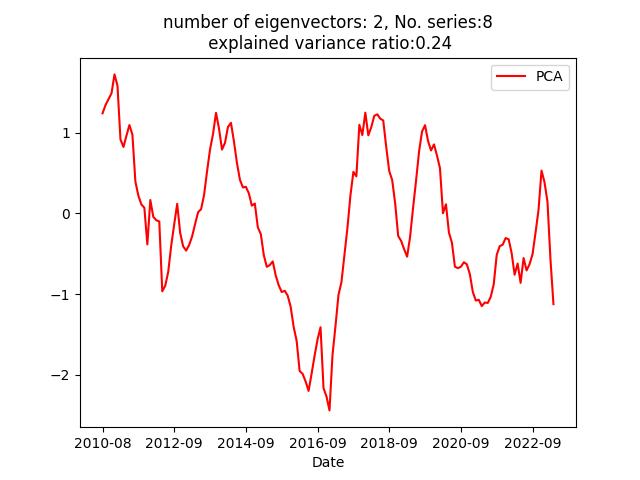 number of eigenvectors: 2, No. series:8
explained variance ratio:0.24
PCA
1
0
−1
−2
2010-08 2012-09 2014-09 2016-09 2018-09 2020-09 2022-09
Date